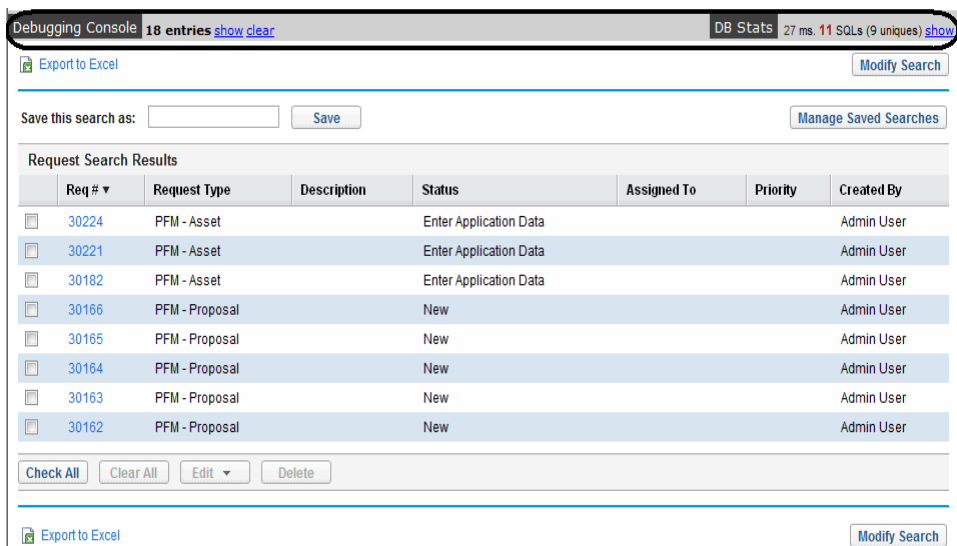 Debugging Console 18 entries show clear DB Stats 27 ms. 11 SQLs (9 uniques) show
Export to Excel Modify Search
Save this search as: Save Manage Saved Searches
Request Search Results
Req # ▼ Request Type Description Status Assigned To Priority Created By
30224 PFM - Asset Enter Application Data Admin User
30221 PFM - Asset Enter Application Data Admin User
30182 PFM - Asset Enter Application Data Admin User
30166 PFM - Proposal New Admin User
30165 PFM - Proposal New Admin User
30164 PFM - Proposal New Admin User
30163 PFM - Proposal New Admin User
30162 PFM - Proposal New Admin User
Check All Clear All Edit ▼ Delete
Export to Excel Modify Search